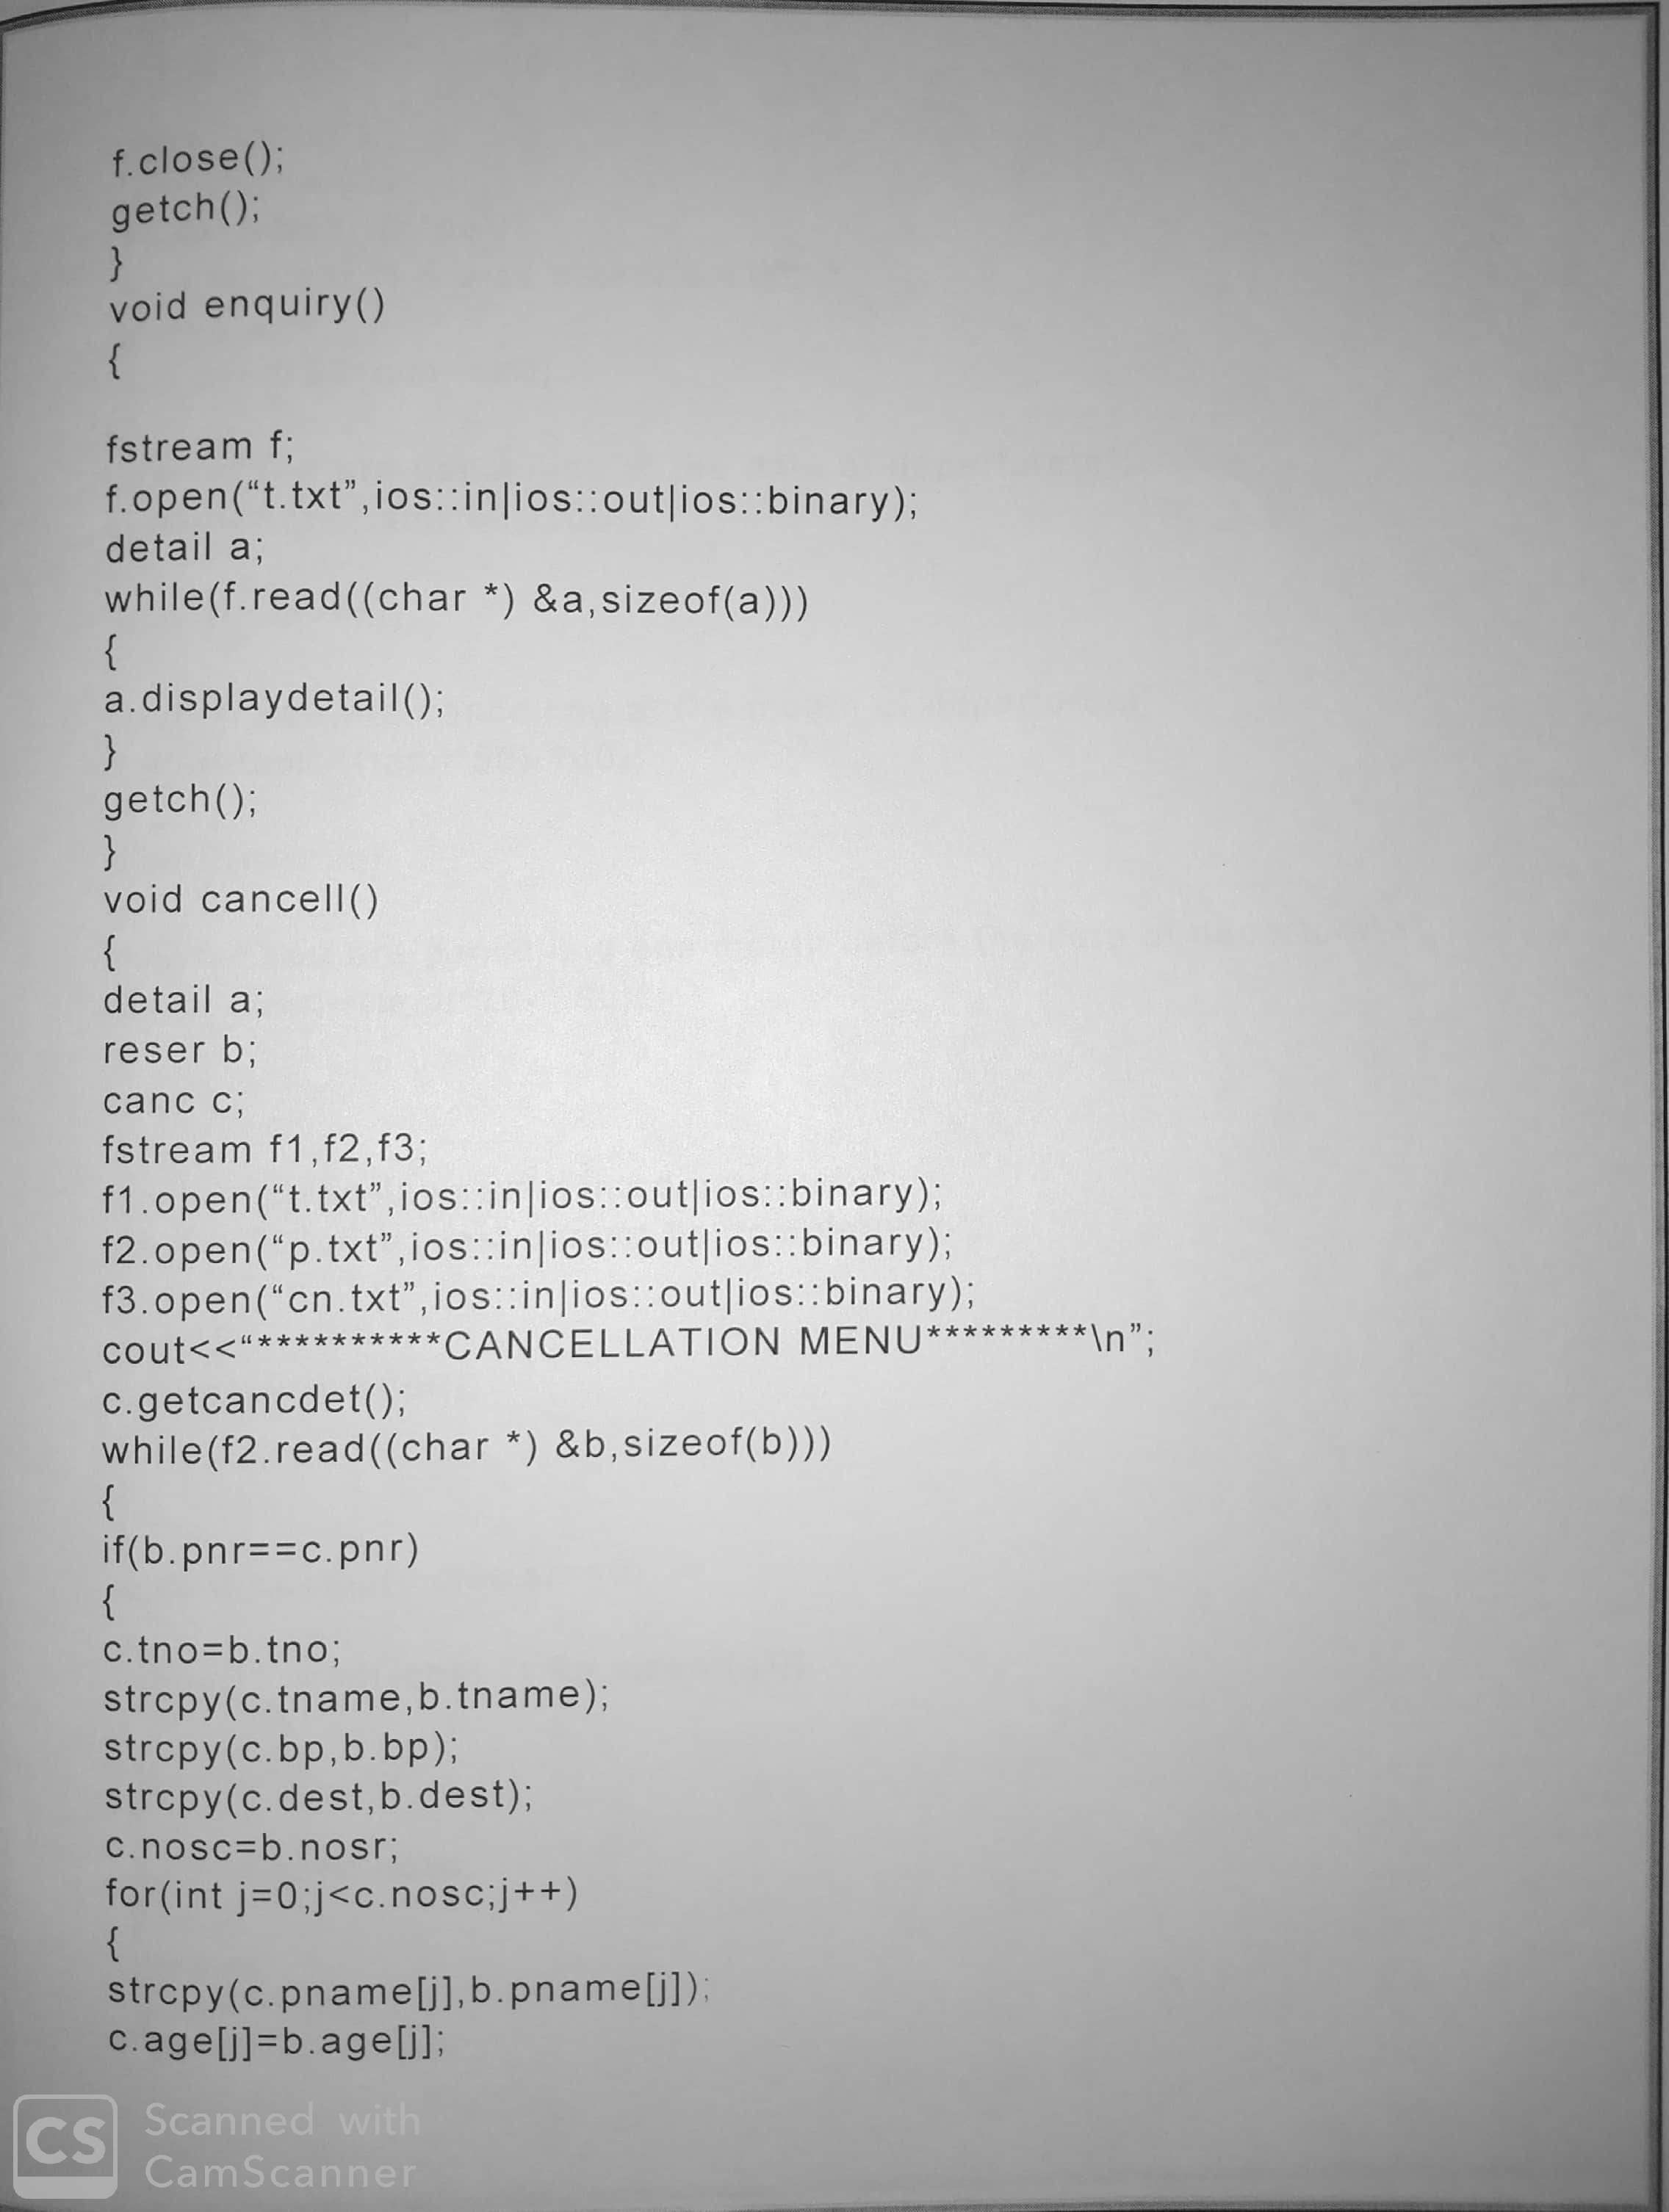 f.close();
getch();
}
void enquiry()
{
fstream f;
f.open(“t.txt”,ios::in|ios::out|ios::binary);
detail a;
while(f.read((char *) &a,sizeof(a)))
{
a.displaydetail();
}
getch();
}
void cancell()
{
detail a;
reser b;
canc c;
fstream f1,f2,f3;
f1.open(“t.txt”,ios::in|ios::out|ios::binary);
f2.open(“p.txt”,ios::in|ios::out|ios::binary);
f3.open(“cn.txt”,ios::in|ios::out|ios::binary);
cout<<“**********CANCELLATION MENU*********\n”;
c.getcancdet();
while(f2.read((char *) &b,sizeof(b)))
{
if(b.pnr==c.pnr)
{
c.tno=b.tno;
strcpy(c.tname,b.tname);
strcpy(c.bp,b.bp);
strcpy(c.dest,b.dest);
c.nosc=b.nosr;
for(int j=0;j<c.nosc;j++)
{
strcpy(c.pname[j],b.pname[j]);
c.age[j]=b.age[j];
CS
Scanned with
CamScanner